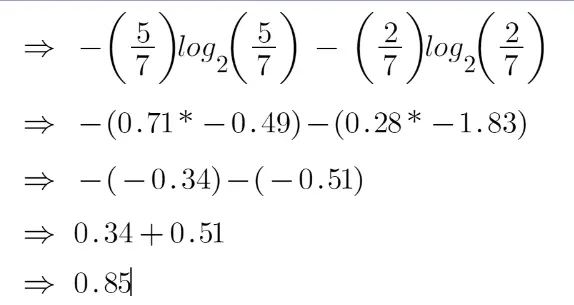 ⇒ −(5/7)log₂(5/7) − (2/7)log₂(2/7)
⇒ −(0.71* −0.49)−(0.28* −1.83)
⇒ −(−0.34)−(−0.51)
⇒ 0.34+0.51
⇒ 0.85